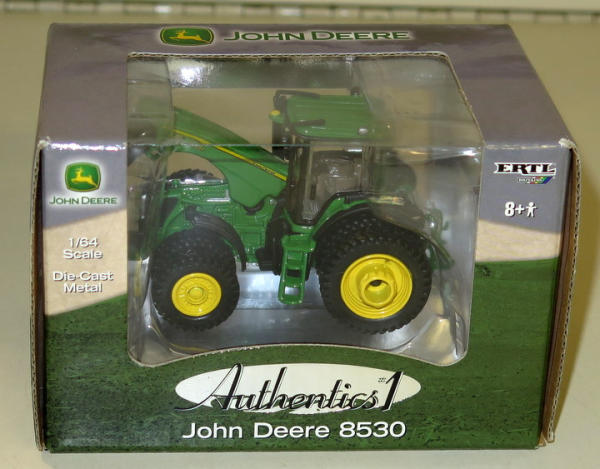 JOHN DEERE
JOHN DEERE
1/64
Scale
Die-Cast
Metal
ERTL
8+
Authentics 1
John Deere 8530